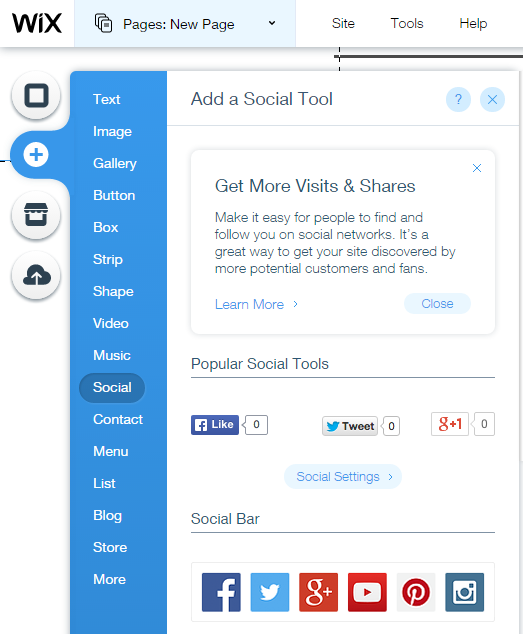 WiX
Pages: New Page
Site
Tools
Help
Text
Image
Gallery
Button
Box
Strip
Shape
Video
Music
Social
Contact
Menu
List
Blog
Store
More
Add a Social Tool
?
Get More Visits & Shares
Make it easy for people to find and
follow you on social networks. It's a
great way to get your site discovered by
more potential customers and fans.
Learn More >
Close
Popular Social Tools
f Like 0
Tweet 0
g+1 0
Social Settings >
Social Bar
f
g+